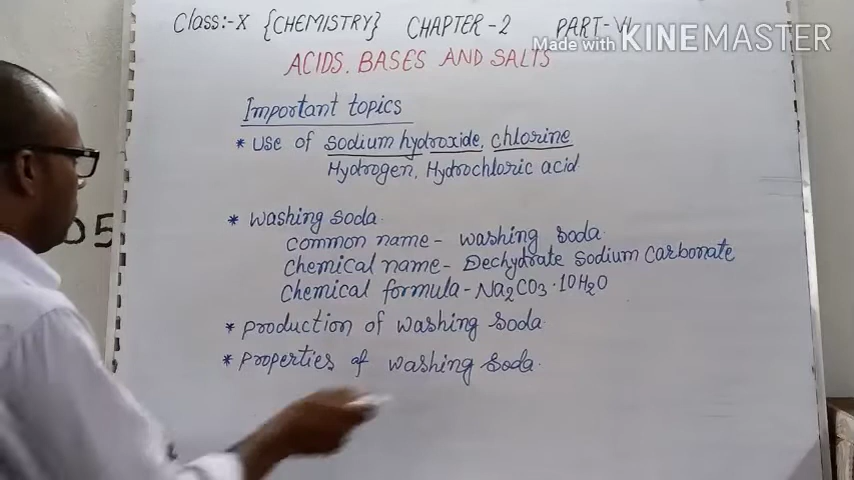 Class:-X {CHEMISTRY} CHAPTER-2 PART-VI
Made with KINEMASTER
ACIDS. BASES AND SALTS
Important topics
* Use of sodium hydroxide, chlorine
Hydrogen, Hydrochloric acid
05
* Washing soda
Common name- washing soda
Chemical name- Dechydrate sodium carbonate
Chemical formula- Na2CO3·10H2O
* Production of washing soda
* Properties of washing soda